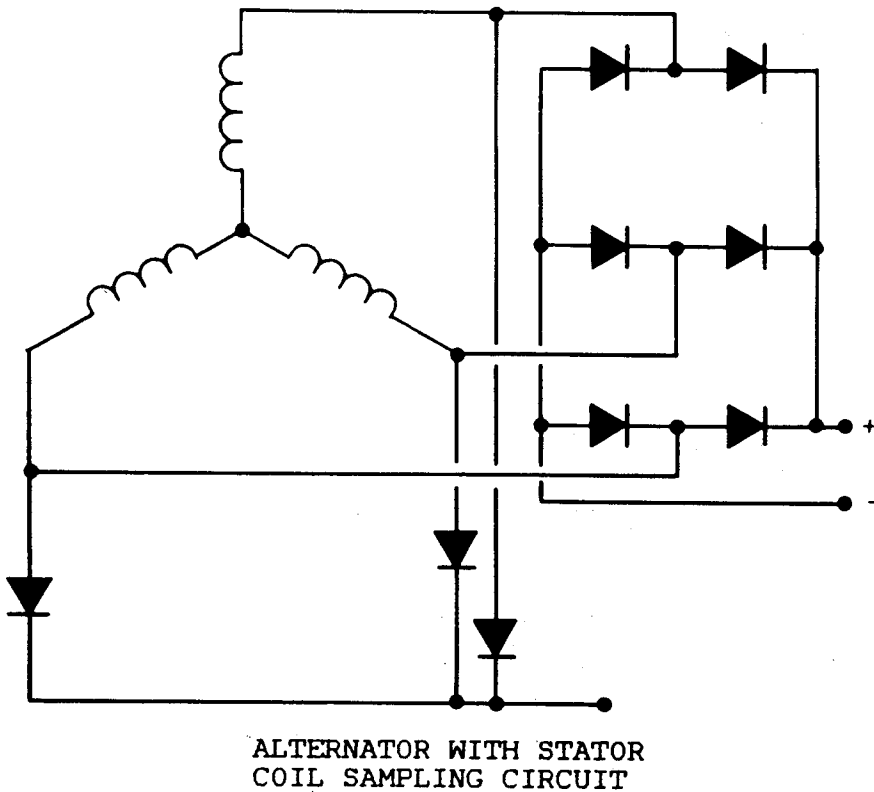 +
-
ALTERNATOR WITH STATOR
COIL SAMPLING CIRCUIT